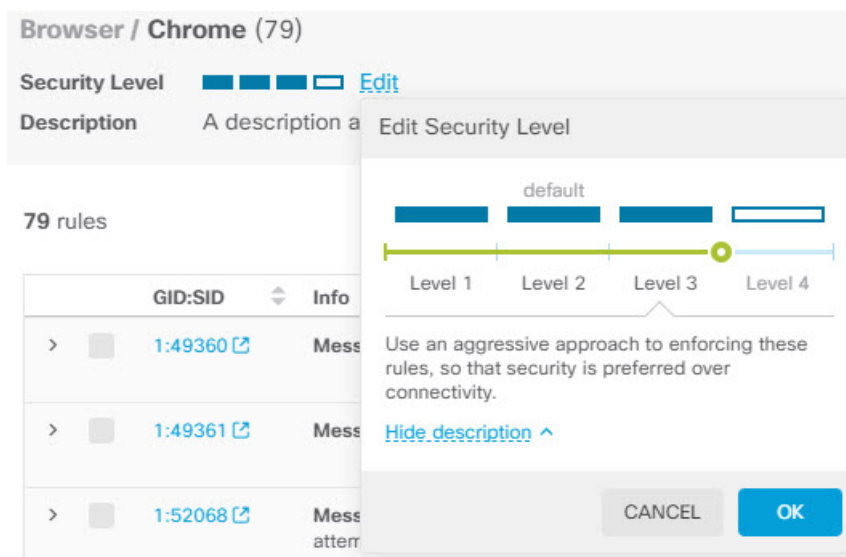 Browser / Chrome (79)
Security Level Edit
Description A description a
Edit Security Level
default
Level 1 Level 2 Level 3 Level 4
Use an aggressive approach to enforcing these
rules, so that security is preferred over
connectivity.
Hide description
CANCEL OK
79 rules
GID:SID Info
1:49360 Mess
1:49361 Mess
1:52068 Mess
attem